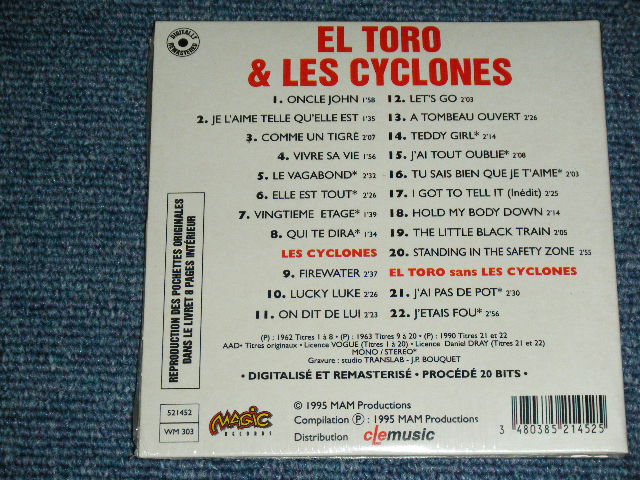 DIGITALLY REMASTERED
EL TORO
& LES CYCLONES
1. ONCLE JOHN 1'58
2. JE L'AIME TELLE QU'ELLE EST 1'35
3. COMME UN TIGRE 2'07
4. VIVRE SA VIE 1'56
5. LE VAGABOND* 2'32
6. ELLE EST TOUT* 2'26
7. VINGTIEME ETAGE* 1'39
8. QUI TE DIRA* 1'34
LES CYCLONES
9. FIREWATER 2'37
10. LUCKY LUKE 2'26
11. ON DIT DE LUI 2'23
12. LET'S GO 2'03
13. A TOMBEAU OUVERT 2'26
14. TEDDY GIRL* 2'14
15. J'AI TOUT OUBLIE* 2'08
16. TU SAIS BIEN QUE JE T'AIME* 2'03
17. I GOT TO TELL IT (Inédit) 2'25
18. HOLD MY BODY DOWN 2'14
19. THE LITTLE BLACK TRAIN 2'05
20. STANDING IN THE SAFETY ZONE 2'55
EL TORO sans LES CYCLONES
21. J'AI PAS DE POT* 2'30
22. J'ETAIS FOU* 2'56
REPRODUCTION DES POCHETTES ORIGINALES
DANS LE LIVRET 8 PAGES INTÉRIEUR
(P) : 1962 Titres 1 à 8 • (P) : 1963 Titres 9 à 20 • (P) : 1990 Titres 21 et 22
AAD• Titres originaux • Licence VOGUE (Titres 1 à 20) • Licence Daniel DRAY (Titres 21 et 22)
MONO / STEREO*
Gravure : studio TRANSLAB - J.P. BOUQUET
• DIGITALISÉ ET REMASTERISÉ • PROCÉDÉ 20 BITS •
521452
WM 303
MAGIC
RECORDS
© 1995 MAM Productions
Compilation Ⓟ : 1995 MAM Productions
Distribution clémusic
3 480385 214525